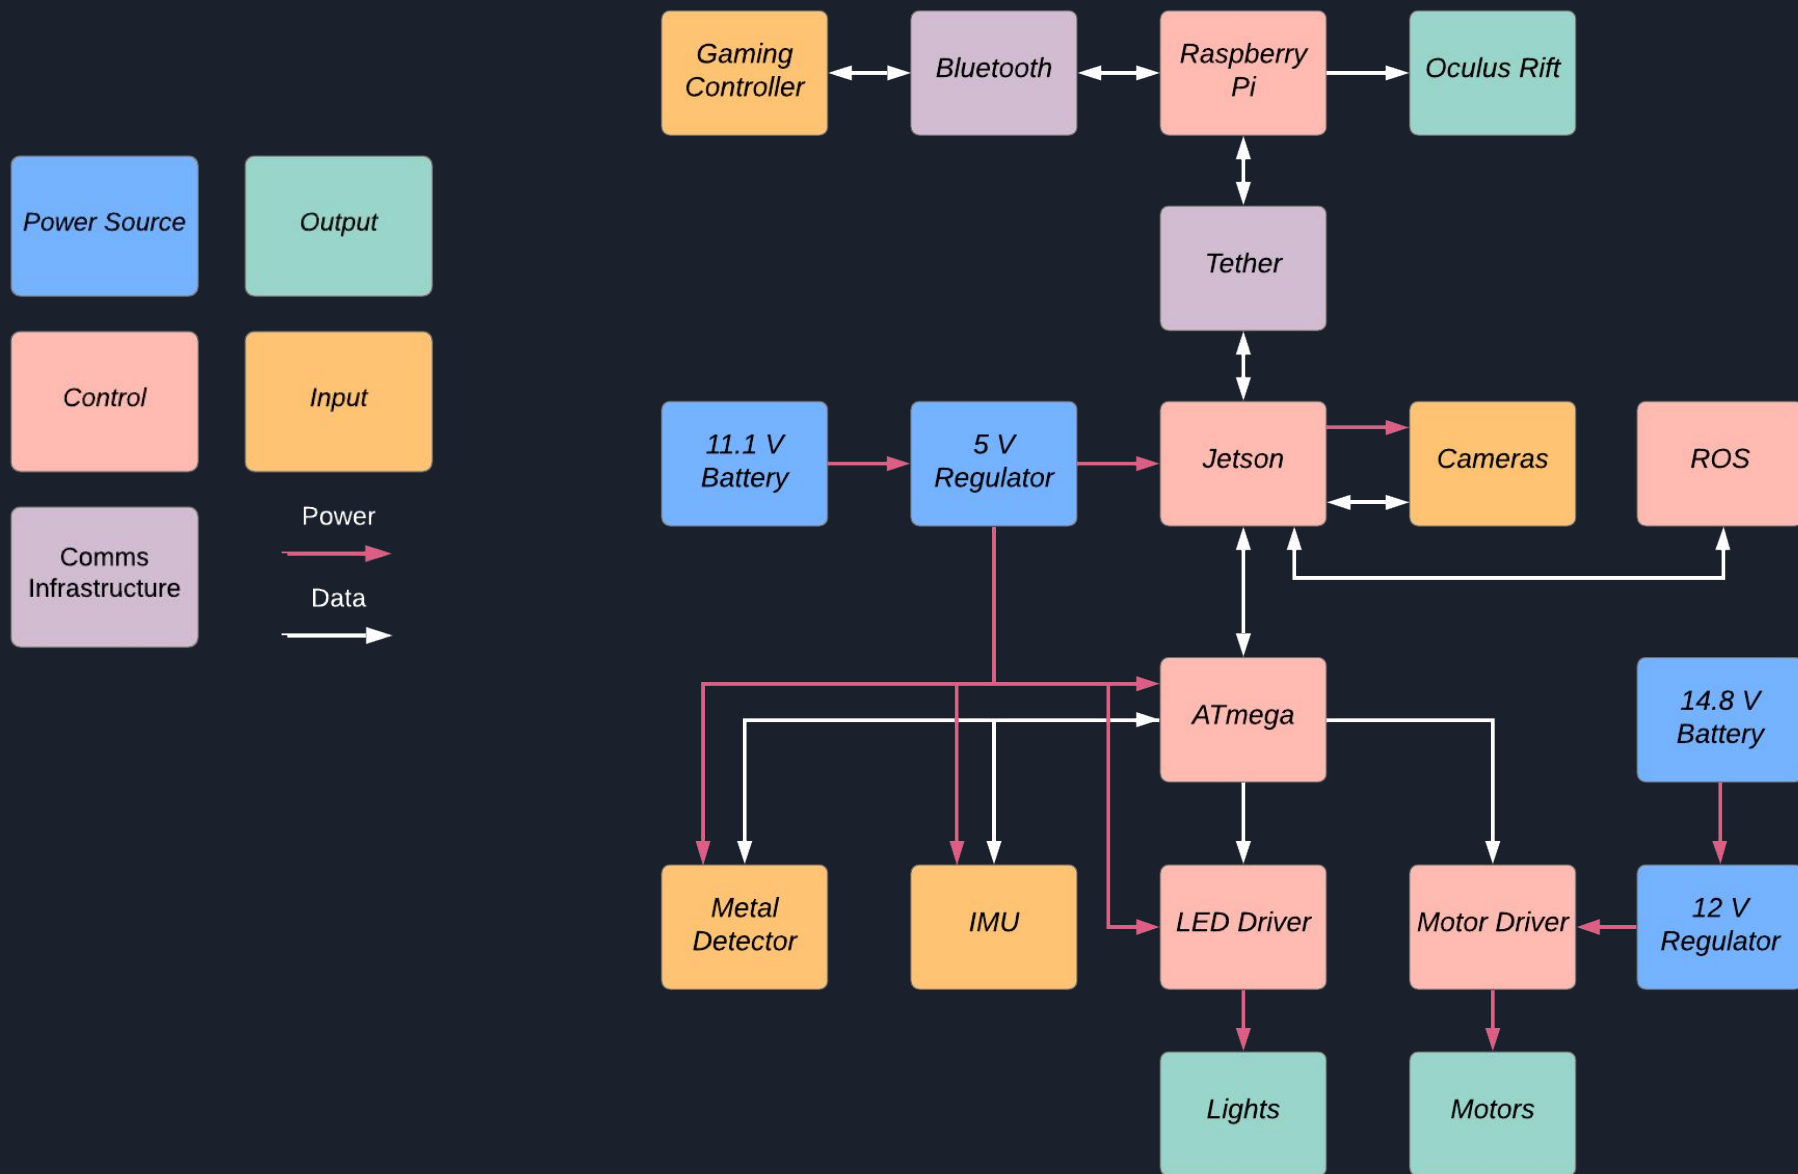 Gaming
Controller
Bluetooth
Raspberry
Pi
Oculus Rift
Power Source
Output
Tether
Control
Input
11.1 V
Battery
5 V
Regulator
Jetson
Cameras
ROS
Comms
Infrastructure
Power
Data
ATmega
14.8 V
Battery
Metal
Detector
IMU
LED Driver
Motor Driver
12 V
Regulator
Lights
Motors